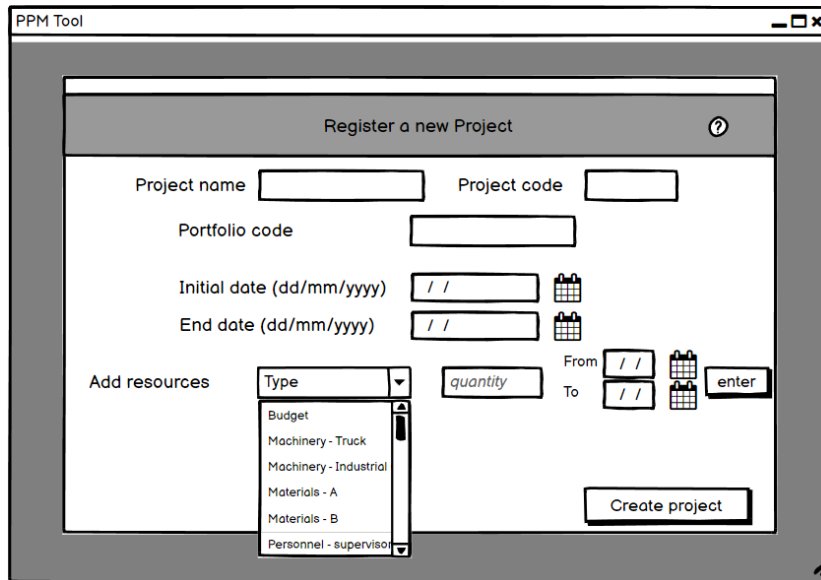 PPM Tool
Register a new Project ?
Project name Project code
Portfolio code
Initial date (dd/mm/yyyy) / /
End date (dd/mm/yyyy) / /
Add resources Type quantity From / / enter
To / /
Budget
Machinery - Truck
Machinery - Industrial
Materials - A
Materials - B
Personnel - supervisor
Create project